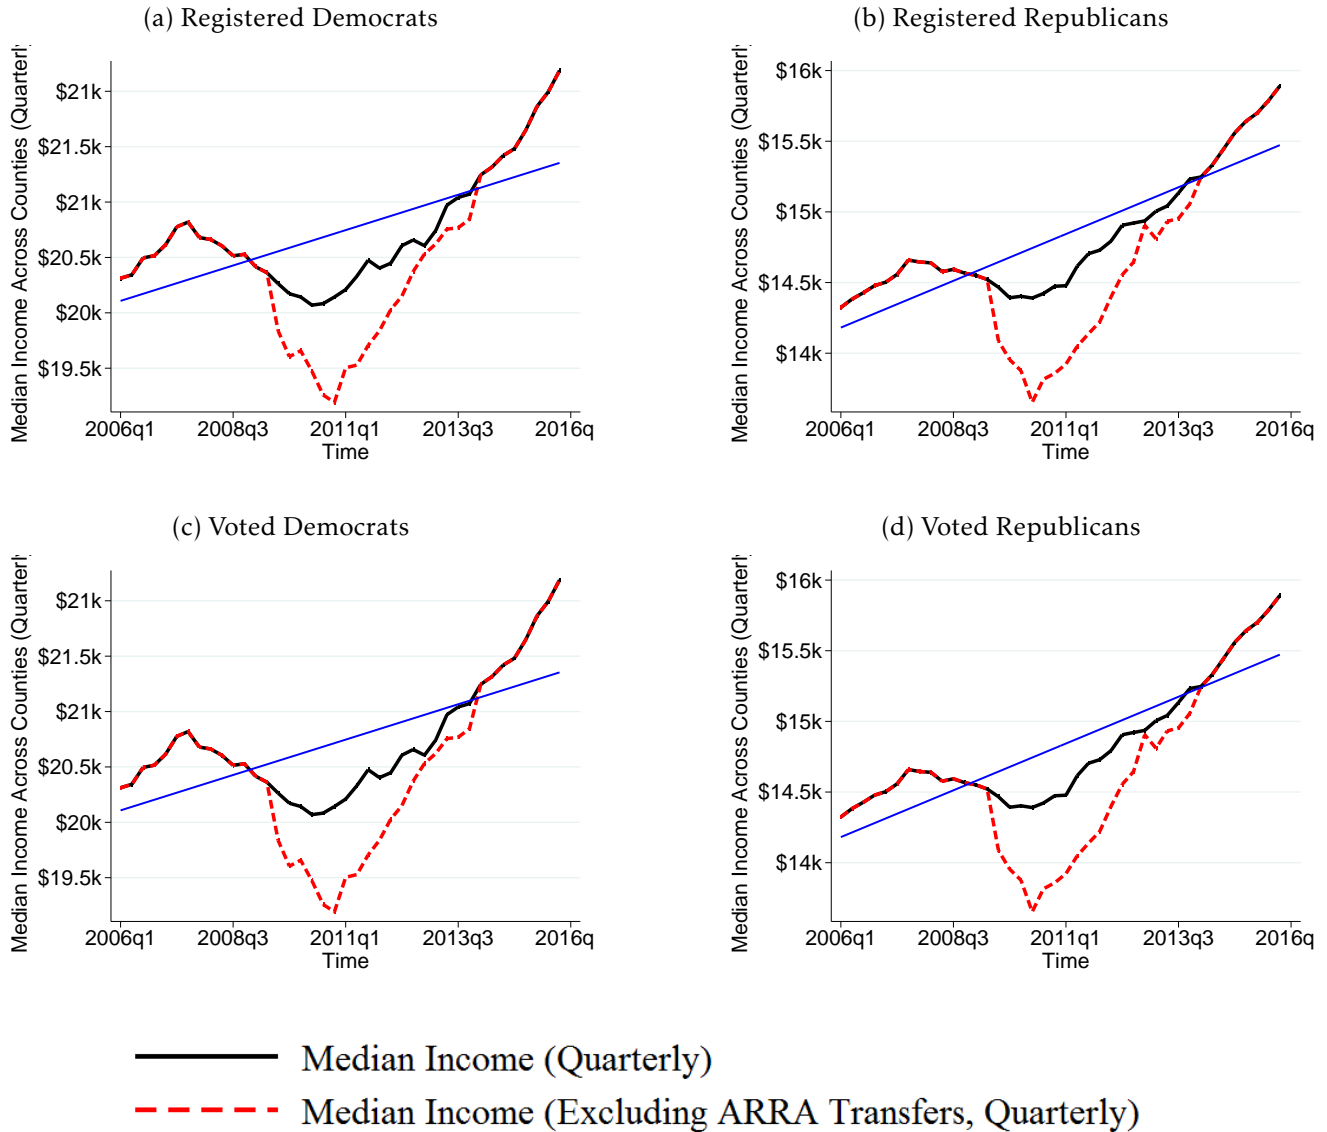 (a) Registered Democrats
Median Income Across Counties (Quarterly
$21k
$21.5k
$21k
$20.5k
$20k
$19.5k
2006q1 2008q3 2011q1 2013q3 2016q
Time
(b) Registered Republicans
Median Income Across Counties (Quarterly
$16k
$15.5k
$15k
$14.5k
$14k
2006q1 2008q3 2011q1 2013q3 2016q
Time
(c) Voted Democrats
Median Income Across Counties (Quarterly
$21k
$21.5k
$21k
$20.5k
$20k
$19.5k
2006q1 2008q3 2011q1 2013q3 2016q
Time
(d) Voted Republicans
Median Income Across Counties (Quarterly
$16k
$15.5k
$15k
$14.5k
$14k
2006q1 2008q3 2011q1 2013q3 2016q
Time
Median Income (Quarterly)
Median Income (Excluding ARRA Transfers, Quarterly)